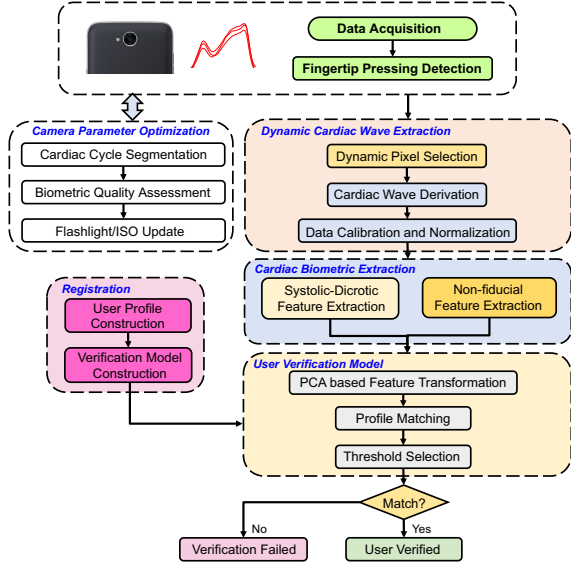 Data Acquisition
Fingertip Pressing Detection
Camera Parameter Optimization
Cardiac Cycle Segmentation
Biometric Quality Assessment
Flashlight/ISO Update
Dynamic Cardiac Wave Extraction
Dynamic Pixel Selection
Cardiac Wave Derivation
Data Calibration and Normalization
Cardiac Biometric Extraction
Systolic-Dicrotic
Feature Extraction
Non-fiducial
Feature Extraction
Registration
User Profile
Construction
Verification Model
Construction
User Verification Model
PCA based Feature Transformation
Profile Matching
Threshold Selection
Match?
No
Yes
Verification Failed
User Verified